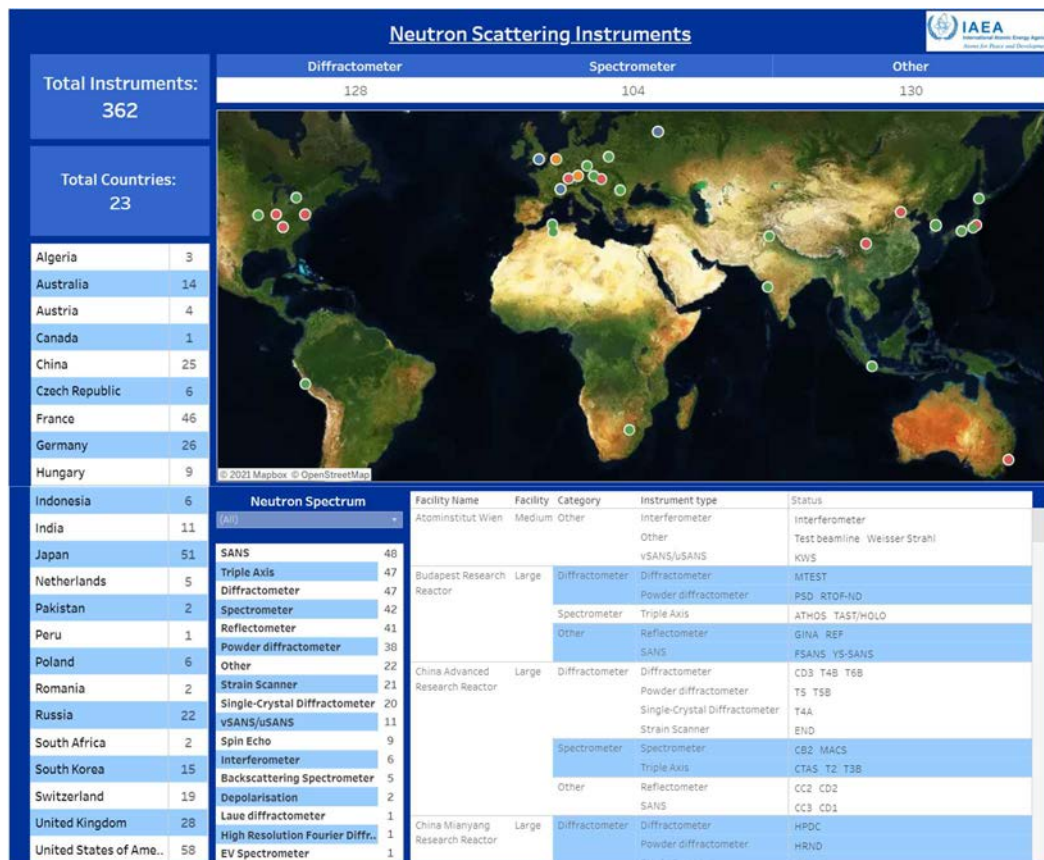 Neutron Scattering Instruments
IAEA
International Atomic Energy Agen
Atoms for Peace and Developmen
Total Instruments:
362
Total Countries:
23
Diffractometer Spectrometer Other
128 104 130
© 2021 Mapbox © OpenStreetMap
Algeria 3
Australia 14
Austria 4
Canada 1
China 25
Czech Republic 6
France 46
Germany 26
Hungary 9
Indonesia 6
India 11
Japan 51
Netherlands 5
Pakistan 2
Peru 1
Poland 6
Romania 2
Russia 22
South Africa 2
South Korea 15
Switzerland 19
United Kingdom 28
United States of Ame.. 58
Neutron Spectrum
(All)
SANS 48
Triple Axis 47
Diffractometer 47
Spectrometer 42
Reflectometer 41
Powder diffractometer 38
Other 22
Strain Scanner 21
Single-Crystal Diffractometer 20
vSANS/uSANS 11
Spin Echo 9
Interferometer 6
Backscattering Spectrometer 5
Depolarisation 2
Laue diffractometer 1
High Resolution Fourier Diffr.. 1
EV Spectrometer 1
Facility Name Facility Category Instrument type Status
Atominstitut Wien Medium Other Interferometer Interferometer
Other Test beamline Weisser Strahl
vSANS/uSANS KWS
Budapest Research Large Diffractometer Diffractometer MTEST
Reactor Powder diffractometer PSD RTOF-ND
Spectrometer Triple Axis ATHOS TAST/HOLO
Other Reflectometer GINA REF
SANS FSANS YS-SANS
China Advanced Large Diffractometer Diffractometer CD3 T4B T6B
Research Reactor Powder diffractometer T5 TSB
Single-Crystal Diffractometer T4A
Strain Scanner END
Spectrometer Spectrometer CB2 MACS
Triple Axis CTAS T2 T3B
Other Reflectometer CC2 CD2
SANS CC3 CD1
China Mianyang Large Diffractometer Diffractometer HPDC
Research Reactor Powder diffractometer HRND